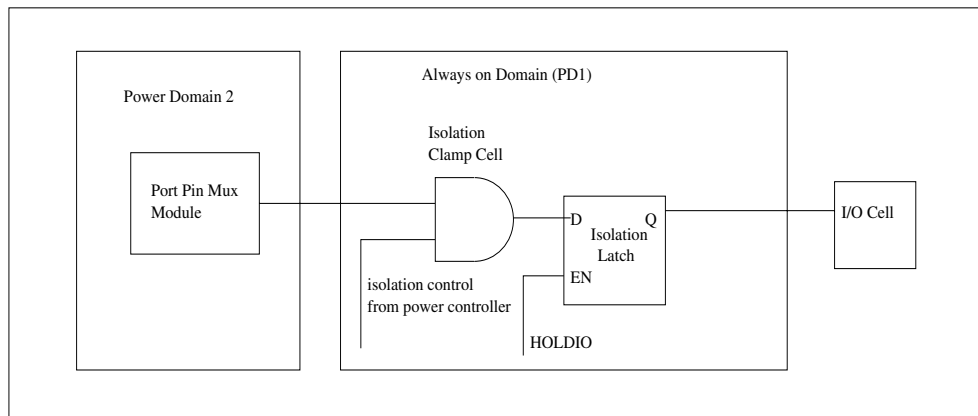 Always on Domain (PD1)
Power Domain 2
Isolation
Clamp Cell
Port Pin Mux
Module
D
Q
Isolation
Latch
EN
I/O Cell
isolation control
from power controller
HOLDIO